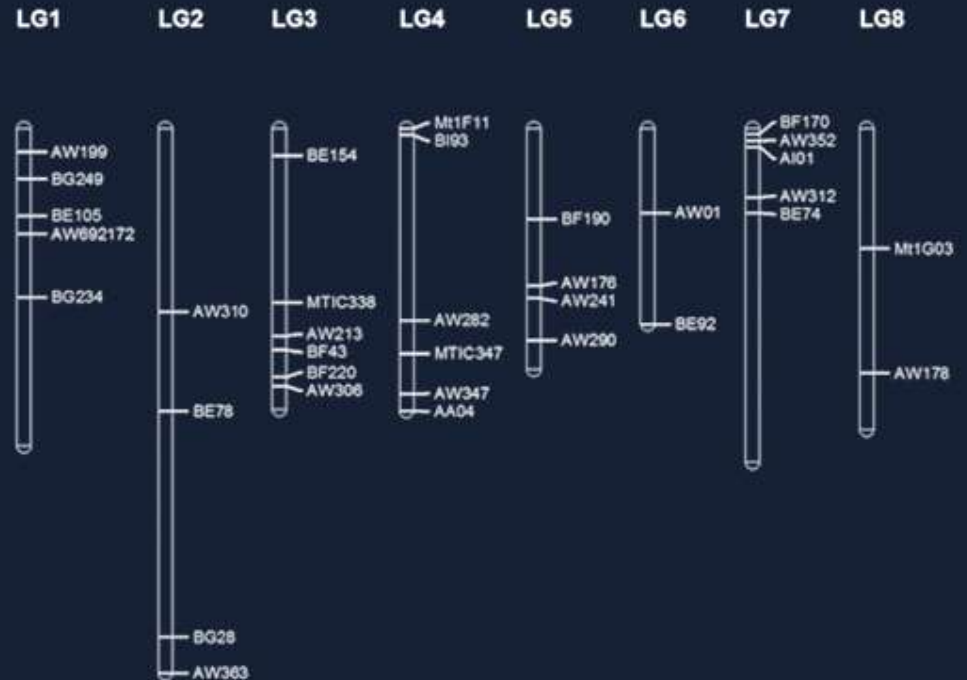 LG1 LG2 LG3 LG4 LG5 LG6 LG7 LG8
AW199
BG249
BE105
AW692172
BG234
AW310
BE78
BG28
AW363
BE154
MTIC338
AW213
BF43
BF220
AW306
Mt1F11
BI93
AW282
MTIC347
AW347
AA04
BF190
AW176
AW241
AW290
AW01
BE92
BF170
AW352
AI01
AW312
BE74
Mt1G03
AW178